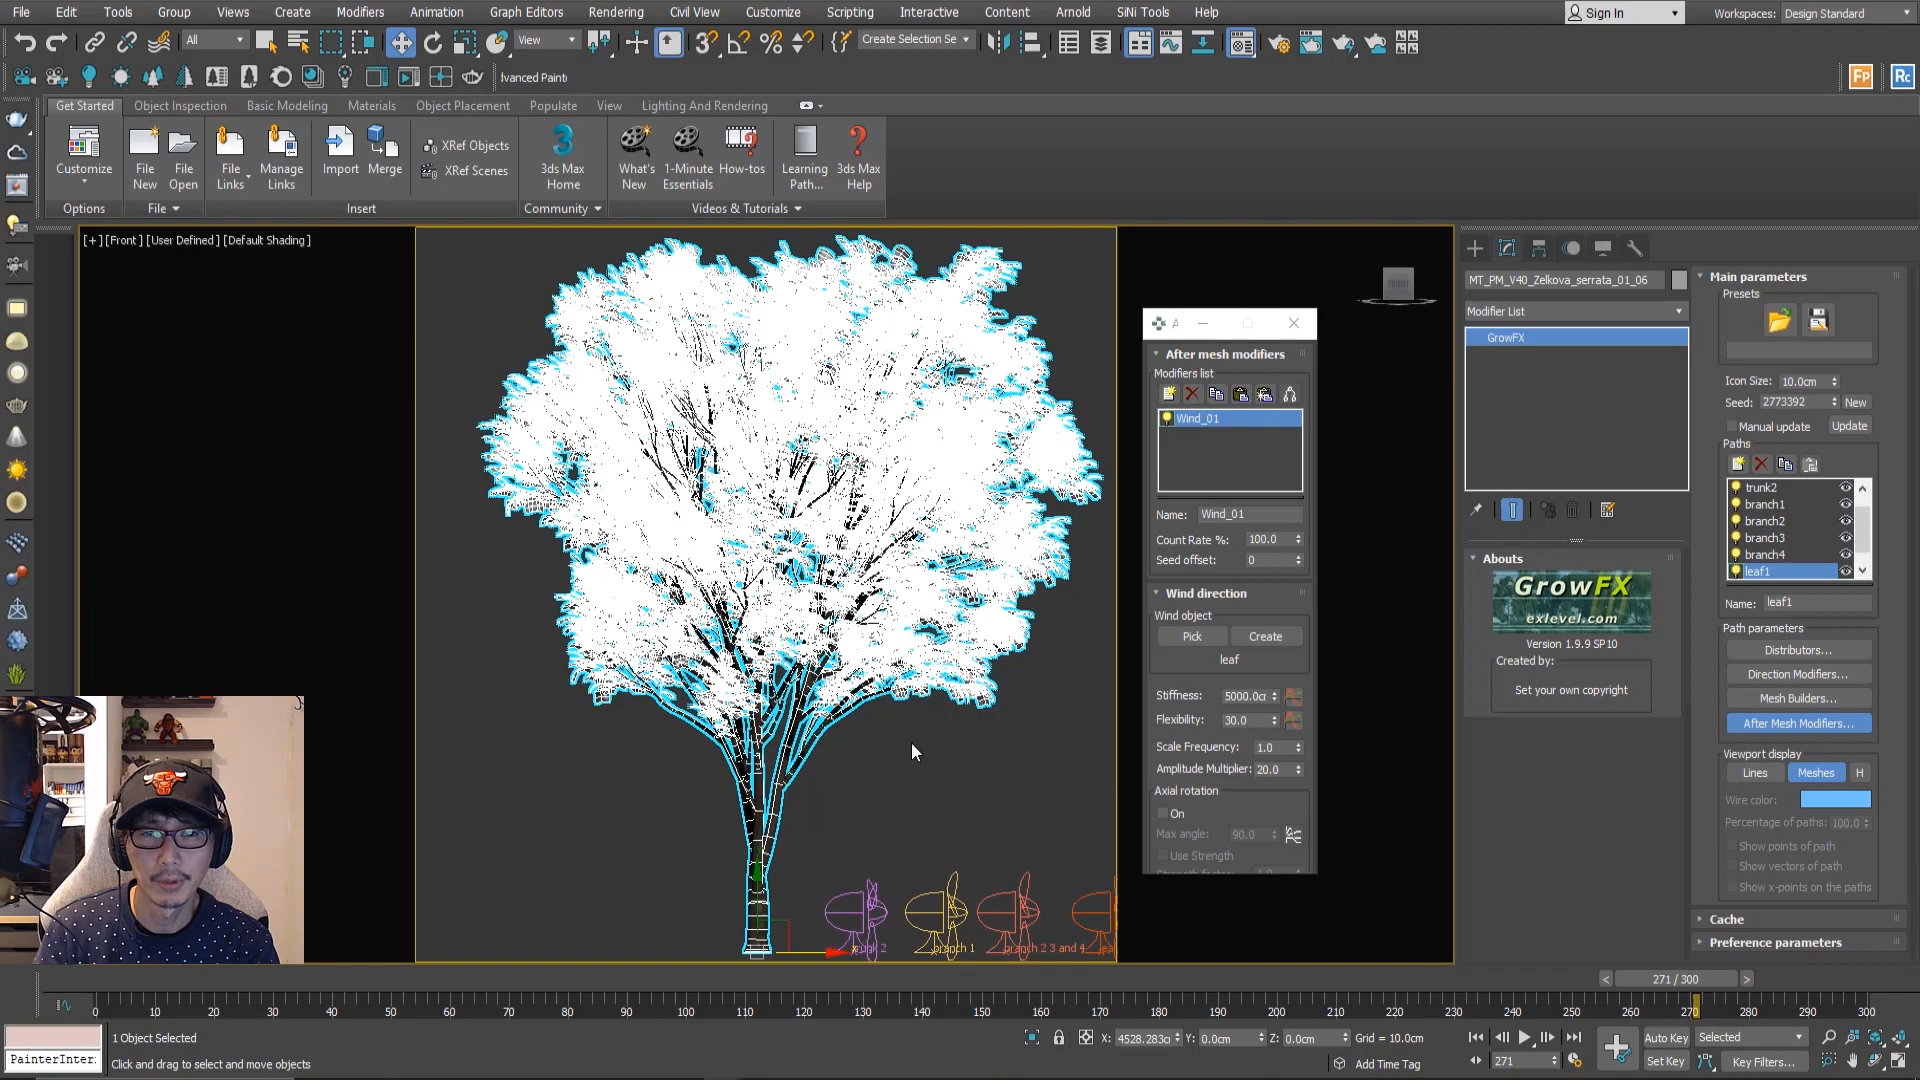 File Edit Tools Group Views Create Modifiers Animation Graph Editors Rendering Civil View Customize Scripting Interactive Content Arnold SiNi Tools Help
Sign In
Workspaces: Design Standard
All
View
Create Selection Se
Fp
Rc
Get Started Object Inspection Basic Modeling Materials Object Placement Populate View Lighting And Rendering
Customize
File New
File Open
File Links
Manage Links
Import
Merge
XRef Objects
XRef Scenes
3ds Max Home
What's New
1-Minute Essentials
How-tos
Learning Path...
3ds Max Help
Options
File
Insert
Community
Videos & Tutorials
[+] [Front] [User Defined] [Default Shading]
FRONT
After mesh modifiers
Modifiers list
Wind_01
Name: Wind_01
Count Rate %: 100.0
Seed offset: 0
Wind direction
Wind object
Pick Create
leaf
Stiffness: 5000.0cr
Flexibility: 30.0
Scale Frequency: 1.0
Amplitude Multiplier: 20.0
Axial rotation
On
Max angle: 90.0
Use Strength
branch 1
branch 2 3 and 4
MT_PM_V40_Zelkova_serrata_01_06
Modifier List
GrowFX
Abouts
GrowFX
exlevel.com
Version 1.9.9 SP10
Created by:
Set your own copyright
Main parameters
Presets
Icon Size: 10.0cm
Seed: 2773392 New
Manual update Update
Paths
trunk2
branch1
branch2
branch3
branch4
leaf1
Name: leaf1
Path parameters
Distributors...
Direction Modifiers...
Mesh Builders...
After Mesh Modifiers...
Viewport display
Lines Meshes H
Wire color:
Percentage of paths: 100.0
Show points of path
Show vectors of path
Show x-points on the paths
Cache
Preference parameters
271 / 300
0 10 20 30 40 50 60 70 80 90 100 110 120 130 140 150 160 170 180 190 200 210 220 230 240 250 260 270 280 290 300
1 Object Selected
X: 4528.283cm Y: 0.0cm Z: 0.0cm Grid = 10.0cm
Auto Key Selected
PainterInter:
Click and drag to select and move objects
Add Time Tag
271
Set Key Key Filters...